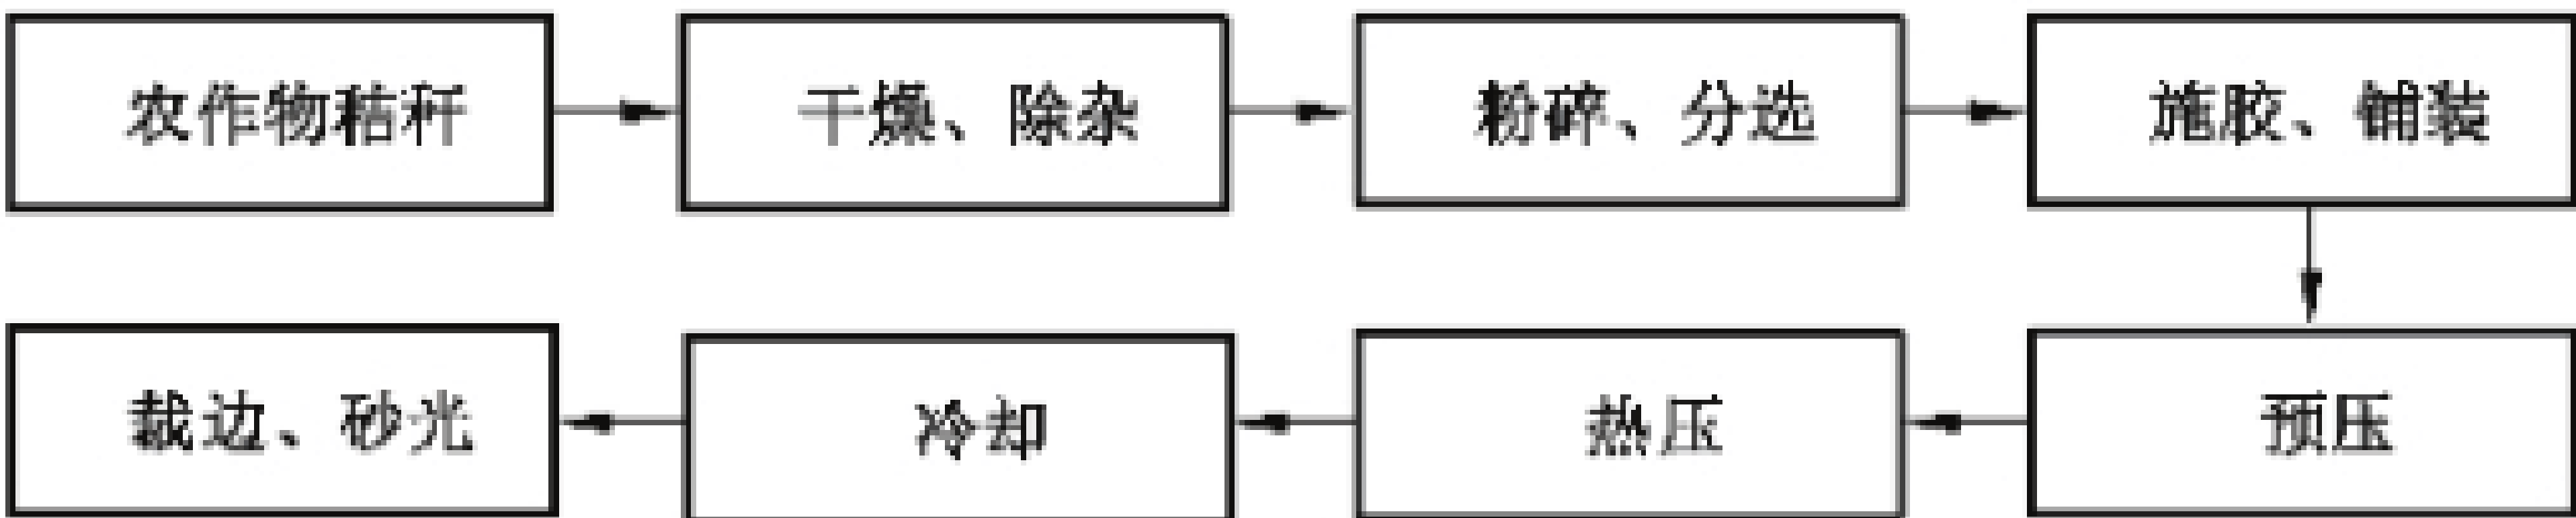 农作物秸秆
干燥、除杂
粉碎、分选
施胶、铺装
预压
热压
冷却
裁边、砂光